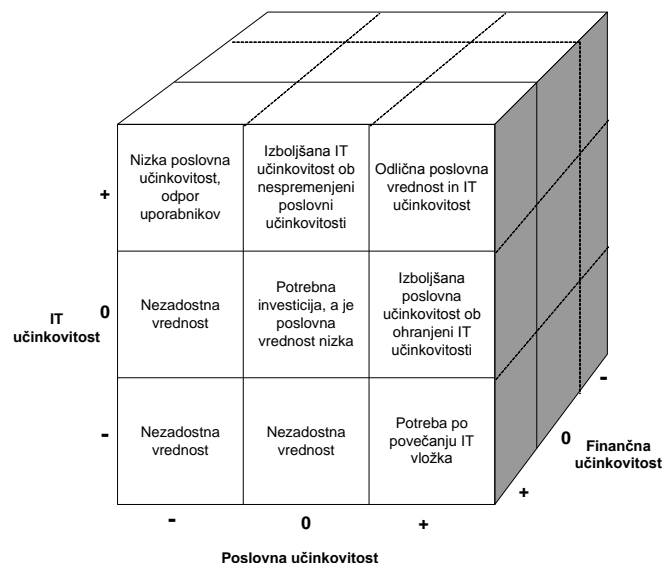 Nizka poslovna
učinkovitost,
odpor
uporabnikov
Izboljšana IT
učinkovitost ob
nespremenjeni
poslovni
učinkovitosti
Odlična poslovna
vrednost in IT
učinkovitost
+
Nezadostna
vrednost
Potrebna
investicija, a je
poslovna
vrednost nizka
Izboljšana
poslovna
učinkovitost ob
ohranjeni IT
učinkovitosti
0
IT
učinkovitost
Nezadostna
vrednost
Nezadostna
vrednost
Potreba po
povečanju IT
vložka
-
-
0
+
Poslovna učinkovitost
+
0
-
Finančna
učinkovitost